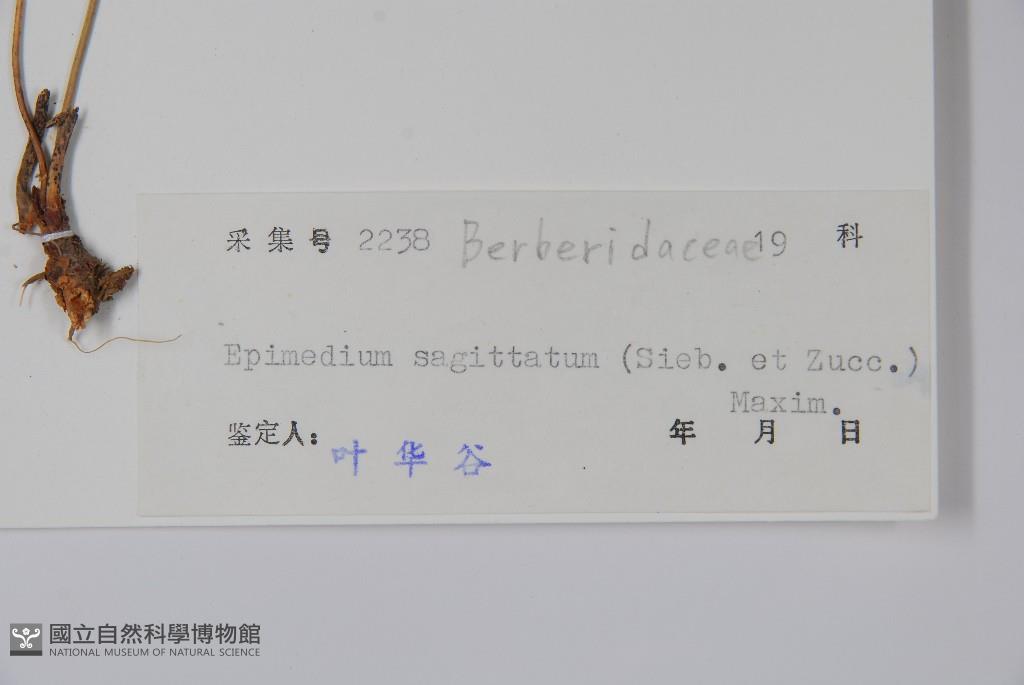 采集号 2238 Berberidaceae 19 科
Epimedium sagittatum (Sieb. et Zucc.)
Maxim.
鉴定人: 叶华谷 年 月 日
國立自然科學博物館
NATIONAL MUSEUM OF NATURAL SCIENCE